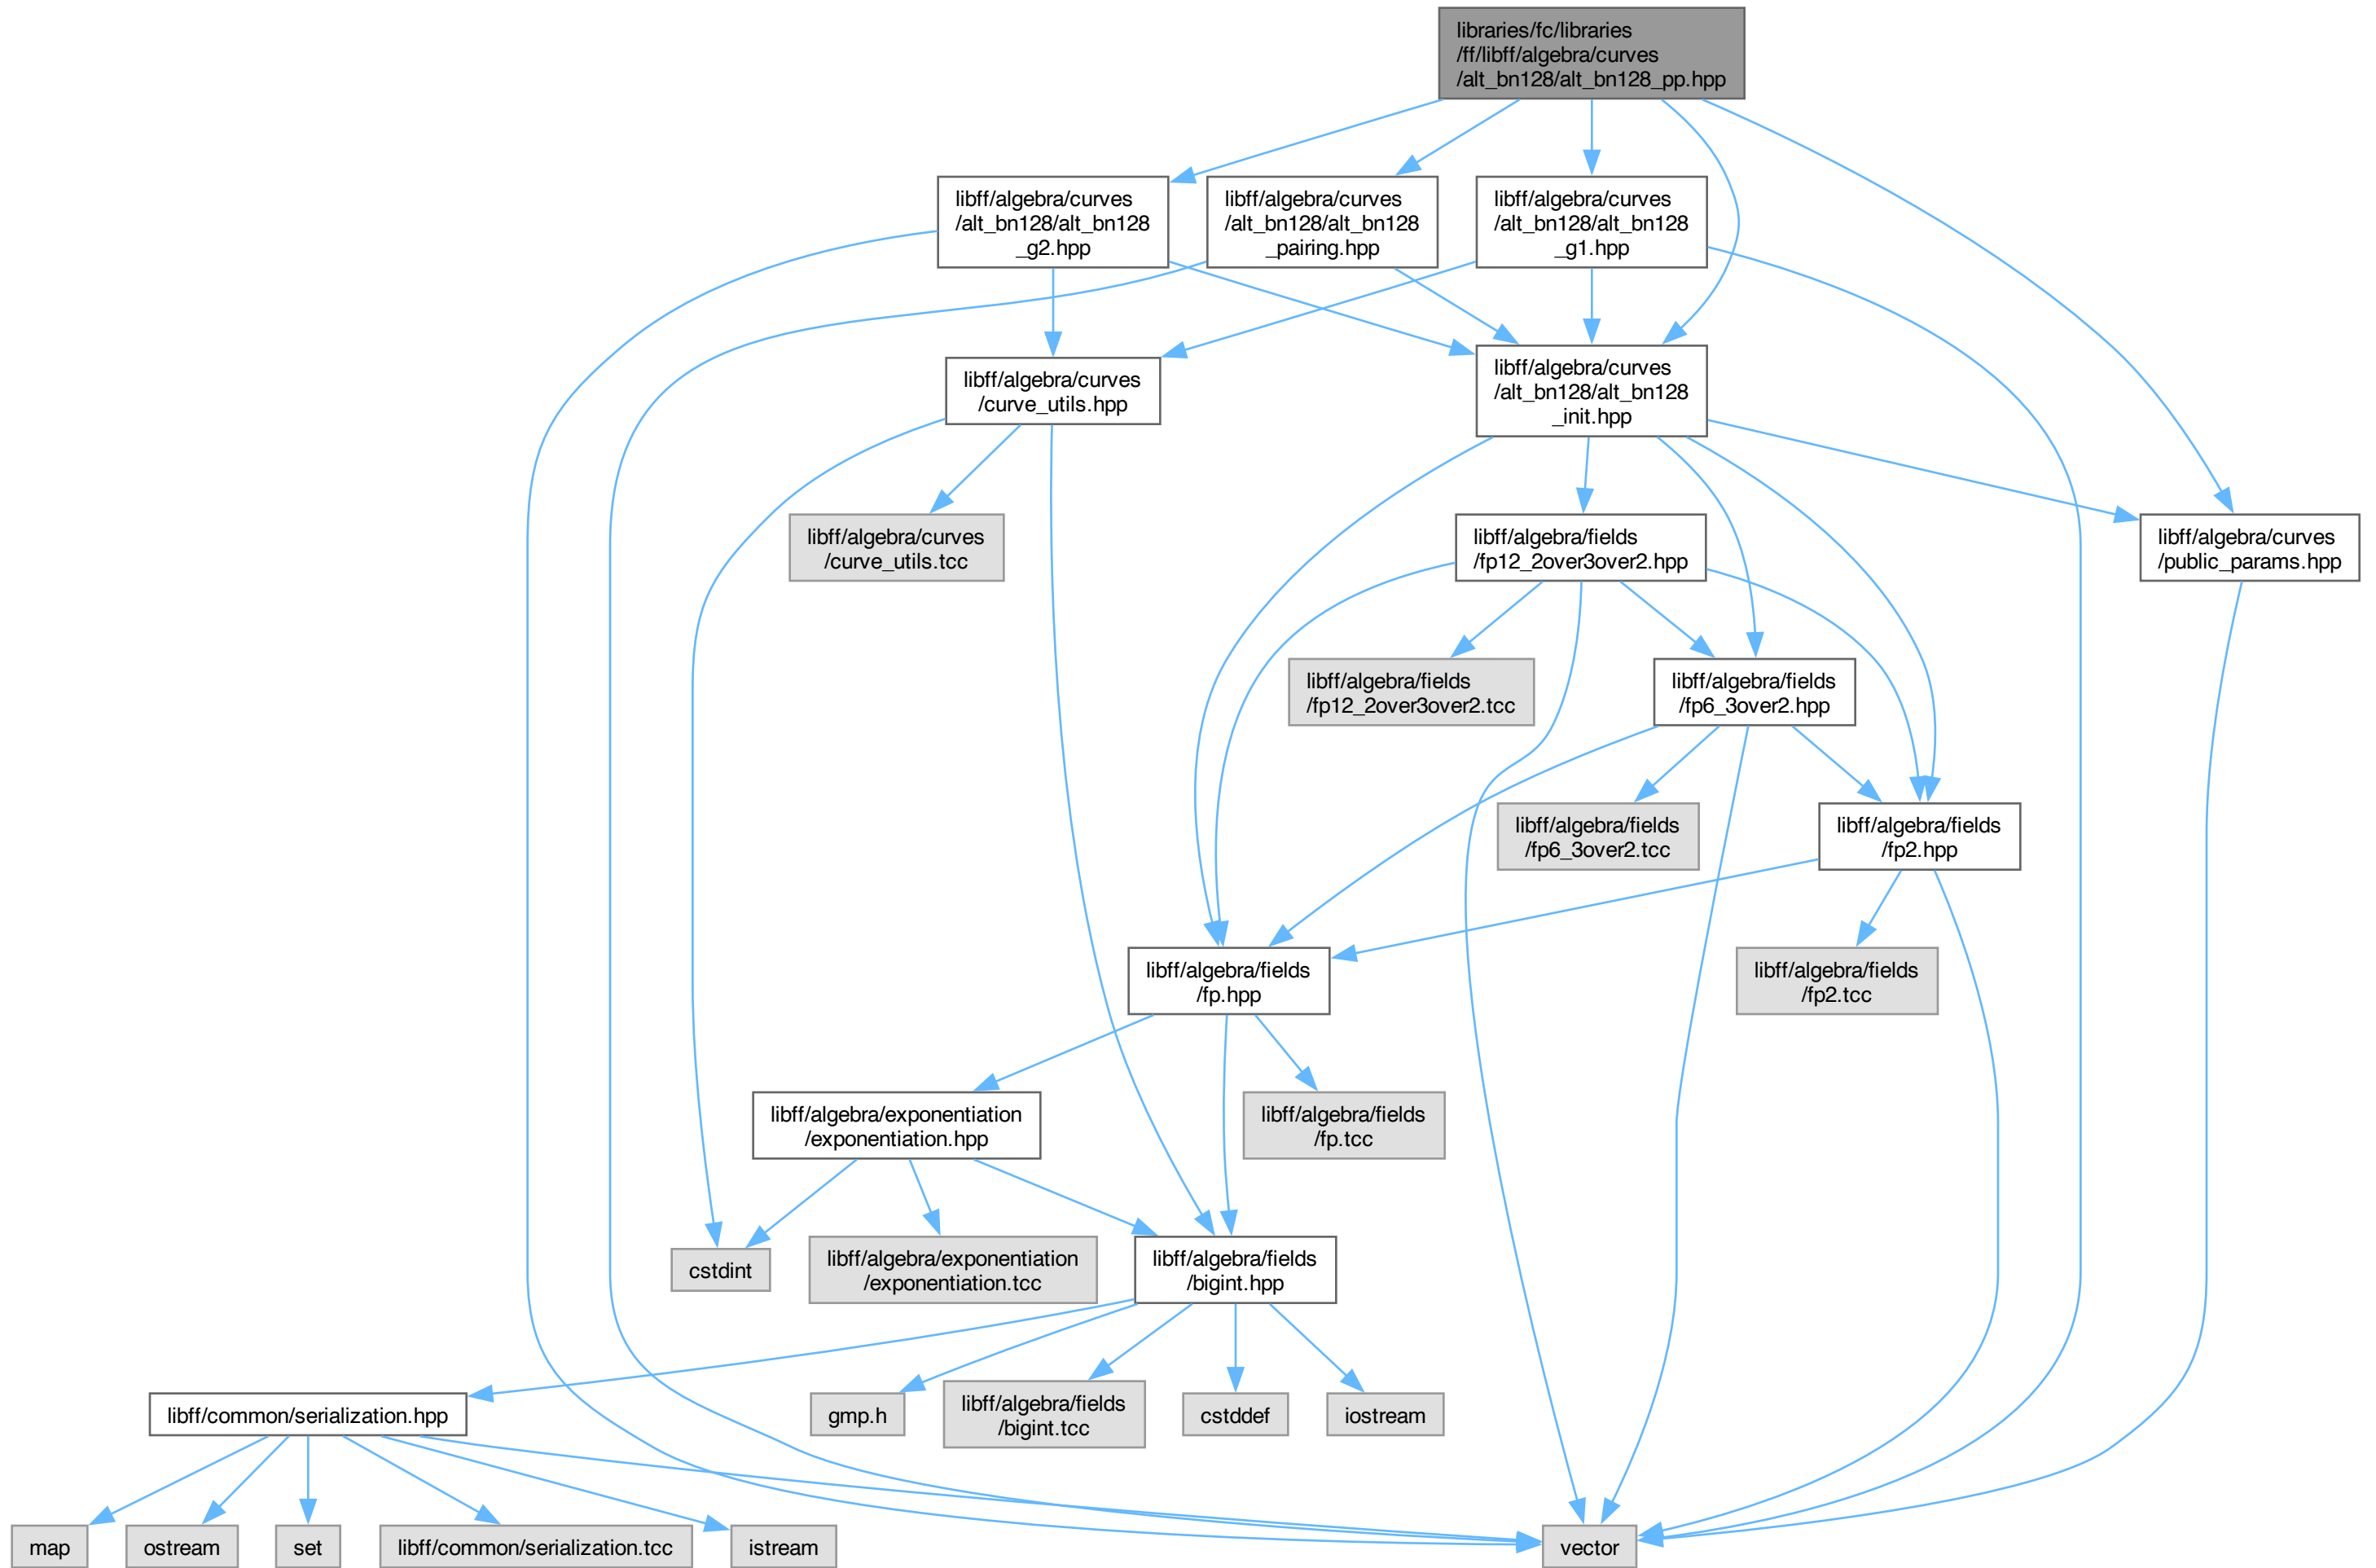 libraries/fc/libraries
/ff/libff/algebra/curves
/alt_bn128/alt_bn128_pp.hpp
libff/algebra/curves
/alt_bn128/alt_bn128
_g2.hpp
libff/algebra/curves
/alt_bn128/alt_bn128
_pairing.hpp
libff/algebra/curves
/alt_bn128/alt_bn128
_g1.hpp
libff/algebra/curves
/curve_utils.hpp
libff/algebra/curves
/alt_bn128/alt_bn128
_init.hpp
libff/algebra/curves
/curve_utils.tcc
libff/algebra/fields
/fp12_2over3over2.hpp
libff/algebra/curves
/public_params.hpp
libff/algebra/fields
/fp12_2over3over2.tcc
libff/algebra/fields
/fp6_3over2.hpp
libff/algebra/fields
/fp6_3over2.tcc
libff/algebra/fields
/fp2.hpp
libff/algebra/fields
/fp.hpp
libff/algebra/fields
/fp2.tcc
libff/algebra/exponentiation
/exponentiation.hpp
libff/algebra/fields
/fp.tcc
cstdint
libff/algebra/exponentiation
/exponentiation.tcc
libff/algebra/fields
/bigint.hpp
libff/common/serialization.hpp
gmp.h
libff/algebra/fields
/bigint.tcc
cstddef
iostream
map
ostream
set
libff/common/serialization.tcc
istream
vector